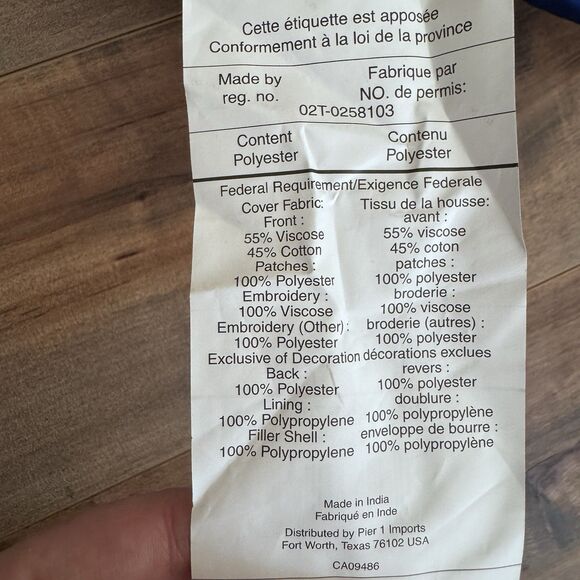 Cette étiquette est apposée
Conformement à la loi de la province
Made by Fabrique par
reg. no. NO. de permis:
02T-0258103
Content Contenu
Polyester Polyester
Federal Requirement/Exigence Federale
Cover Fabric: Tissu de la housse:
Front : avant :
55% Viscose 55% viscose
45% Cotton 45% coton
Patches : patches :
100% Polyester 100% polyester
Embroidery : broderie :
100% Viscose 100% viscose
Embroidery (Other) : broderie (autres) :
100% Polyester 100% polyester
Exclusive of Decoration décorations exclues
Back : revers :
100% Polyester 100% polyester
Lining : doublure :
100% Polypropylene 100% polypropylène
Filler Shell : enveloppe de bourre :
100% Polypropylene 100% polypropylène
Made in India
Fabriqué en Inde
Distributed by Pier 1 Imports
Fort Worth, Texas 76102 USA
CA09486